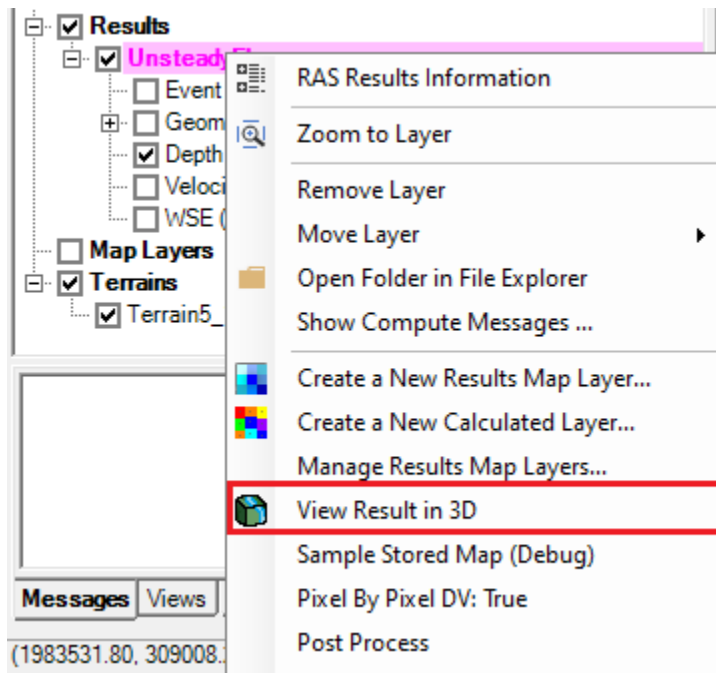 Results
Unsteady
Event
Geom
Depth
Veloci
WSE (
Map Layers
Terrains
Terrain5_
RAS Results Information
Zoom to Layer
Remove Layer
Move Layer
Open Folder in File Explorer
Show Compute Messages ...
Create a New Results Map Layer...
Create a New Calculated Layer...
Manage Results Map Layers...
View Result in 3D
Sample Stored Map (Debug)
Pixel By Pixel DV: True
Post Process
Messages Views
(1983531.80, 309008.